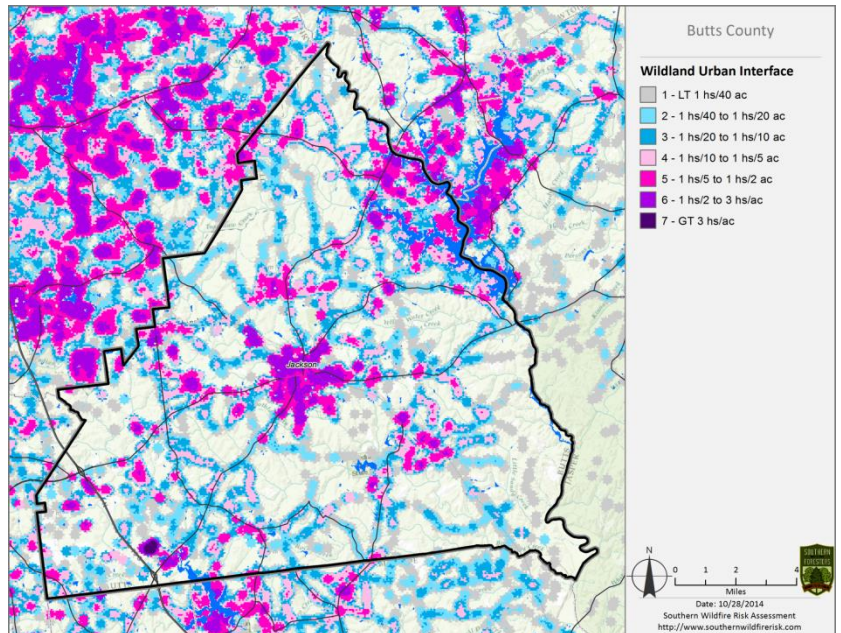 Butts County
Wildland Urban Interface
1 - LT 1 hs/40 ac
2 - 1 hs/40 to 1 hs/20 ac
3 - 1 hs/20 to 1 hs/10 ac
4 - 1 hs/10 to 1 hs/5 ac
5 - 1 hs/5 to 1 hs/2 ac
6 - 1 hs/2 to 3 hs/ac
7 - GT 3 hs/ac
Jackson
BUTTS
N
0 1 2 4
Miles
SOUTHERN
FORESTERS
Date: 10/28/2014
Southern Wildfire Risk Assessment
http://www.southernwildfirerisk.com